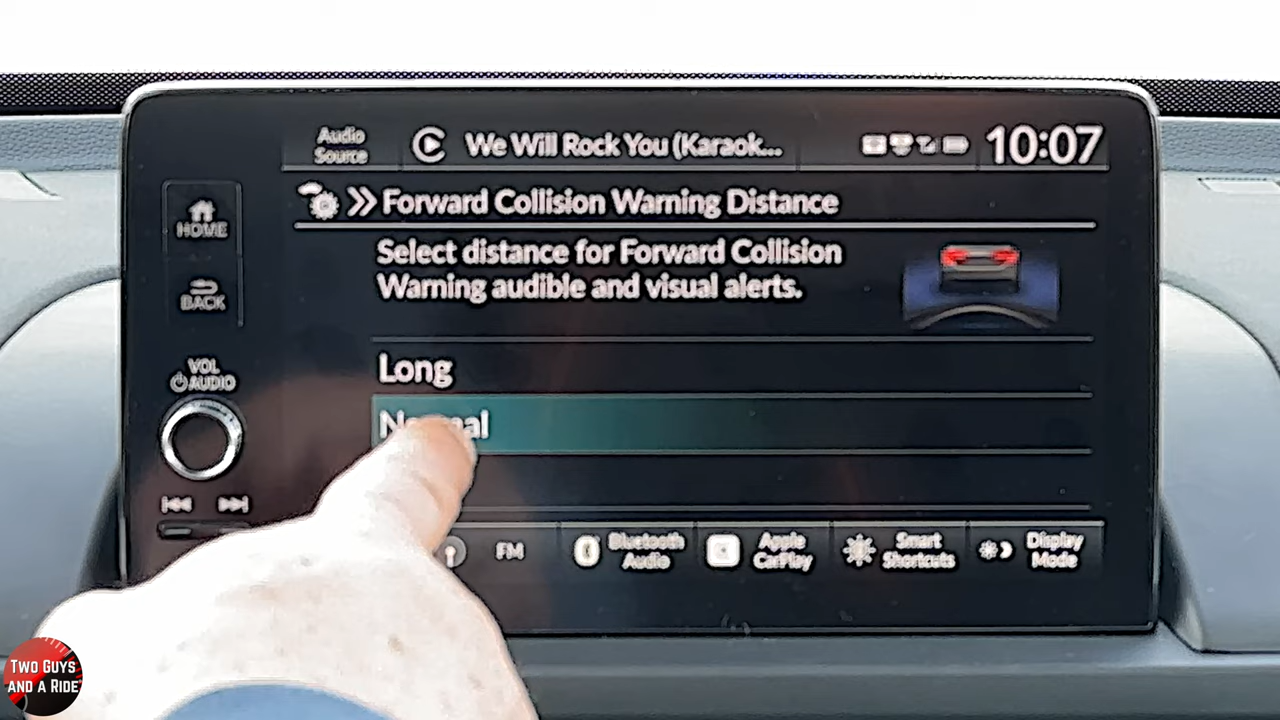 Audio
Source
We Will Rock You (Karaok...
10:07
Forward Collision Warning Distance
HOME
Select distance for Forward Collision
Warning audible and visual alerts.
BACK
Long
VOL
AUDIO
Normal
FM
Bluetooth
Audio
Apple
CarPlay
Smart
Shortcuts
Display
Mode
Two Guys
and a Ride